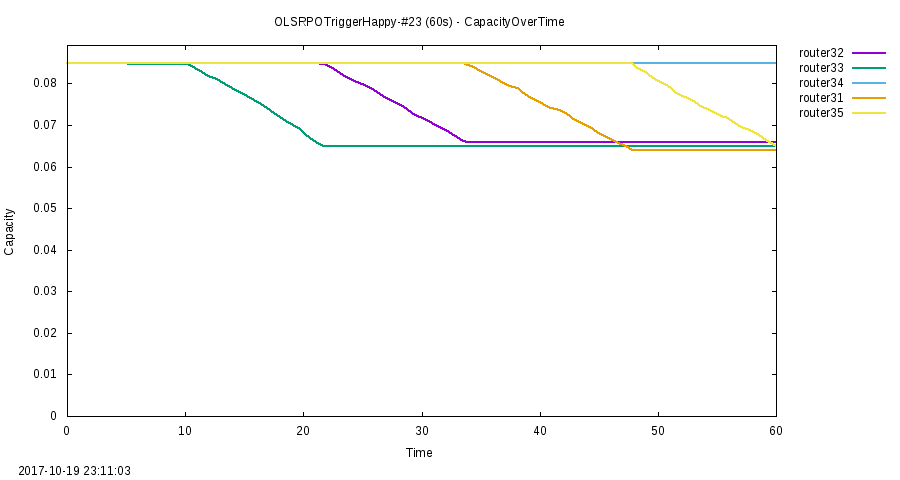 OLSRPOTriggerHappy-#23 (60s) - CapacityOverTime
router32
router33
router34
router31
router35
0.08
0.07
0.06
0.05
0.04
0.03
0.02
0.01
0
Capacity
0 10 20 30 40 50 60
Time
2017-10-19 23:11:03